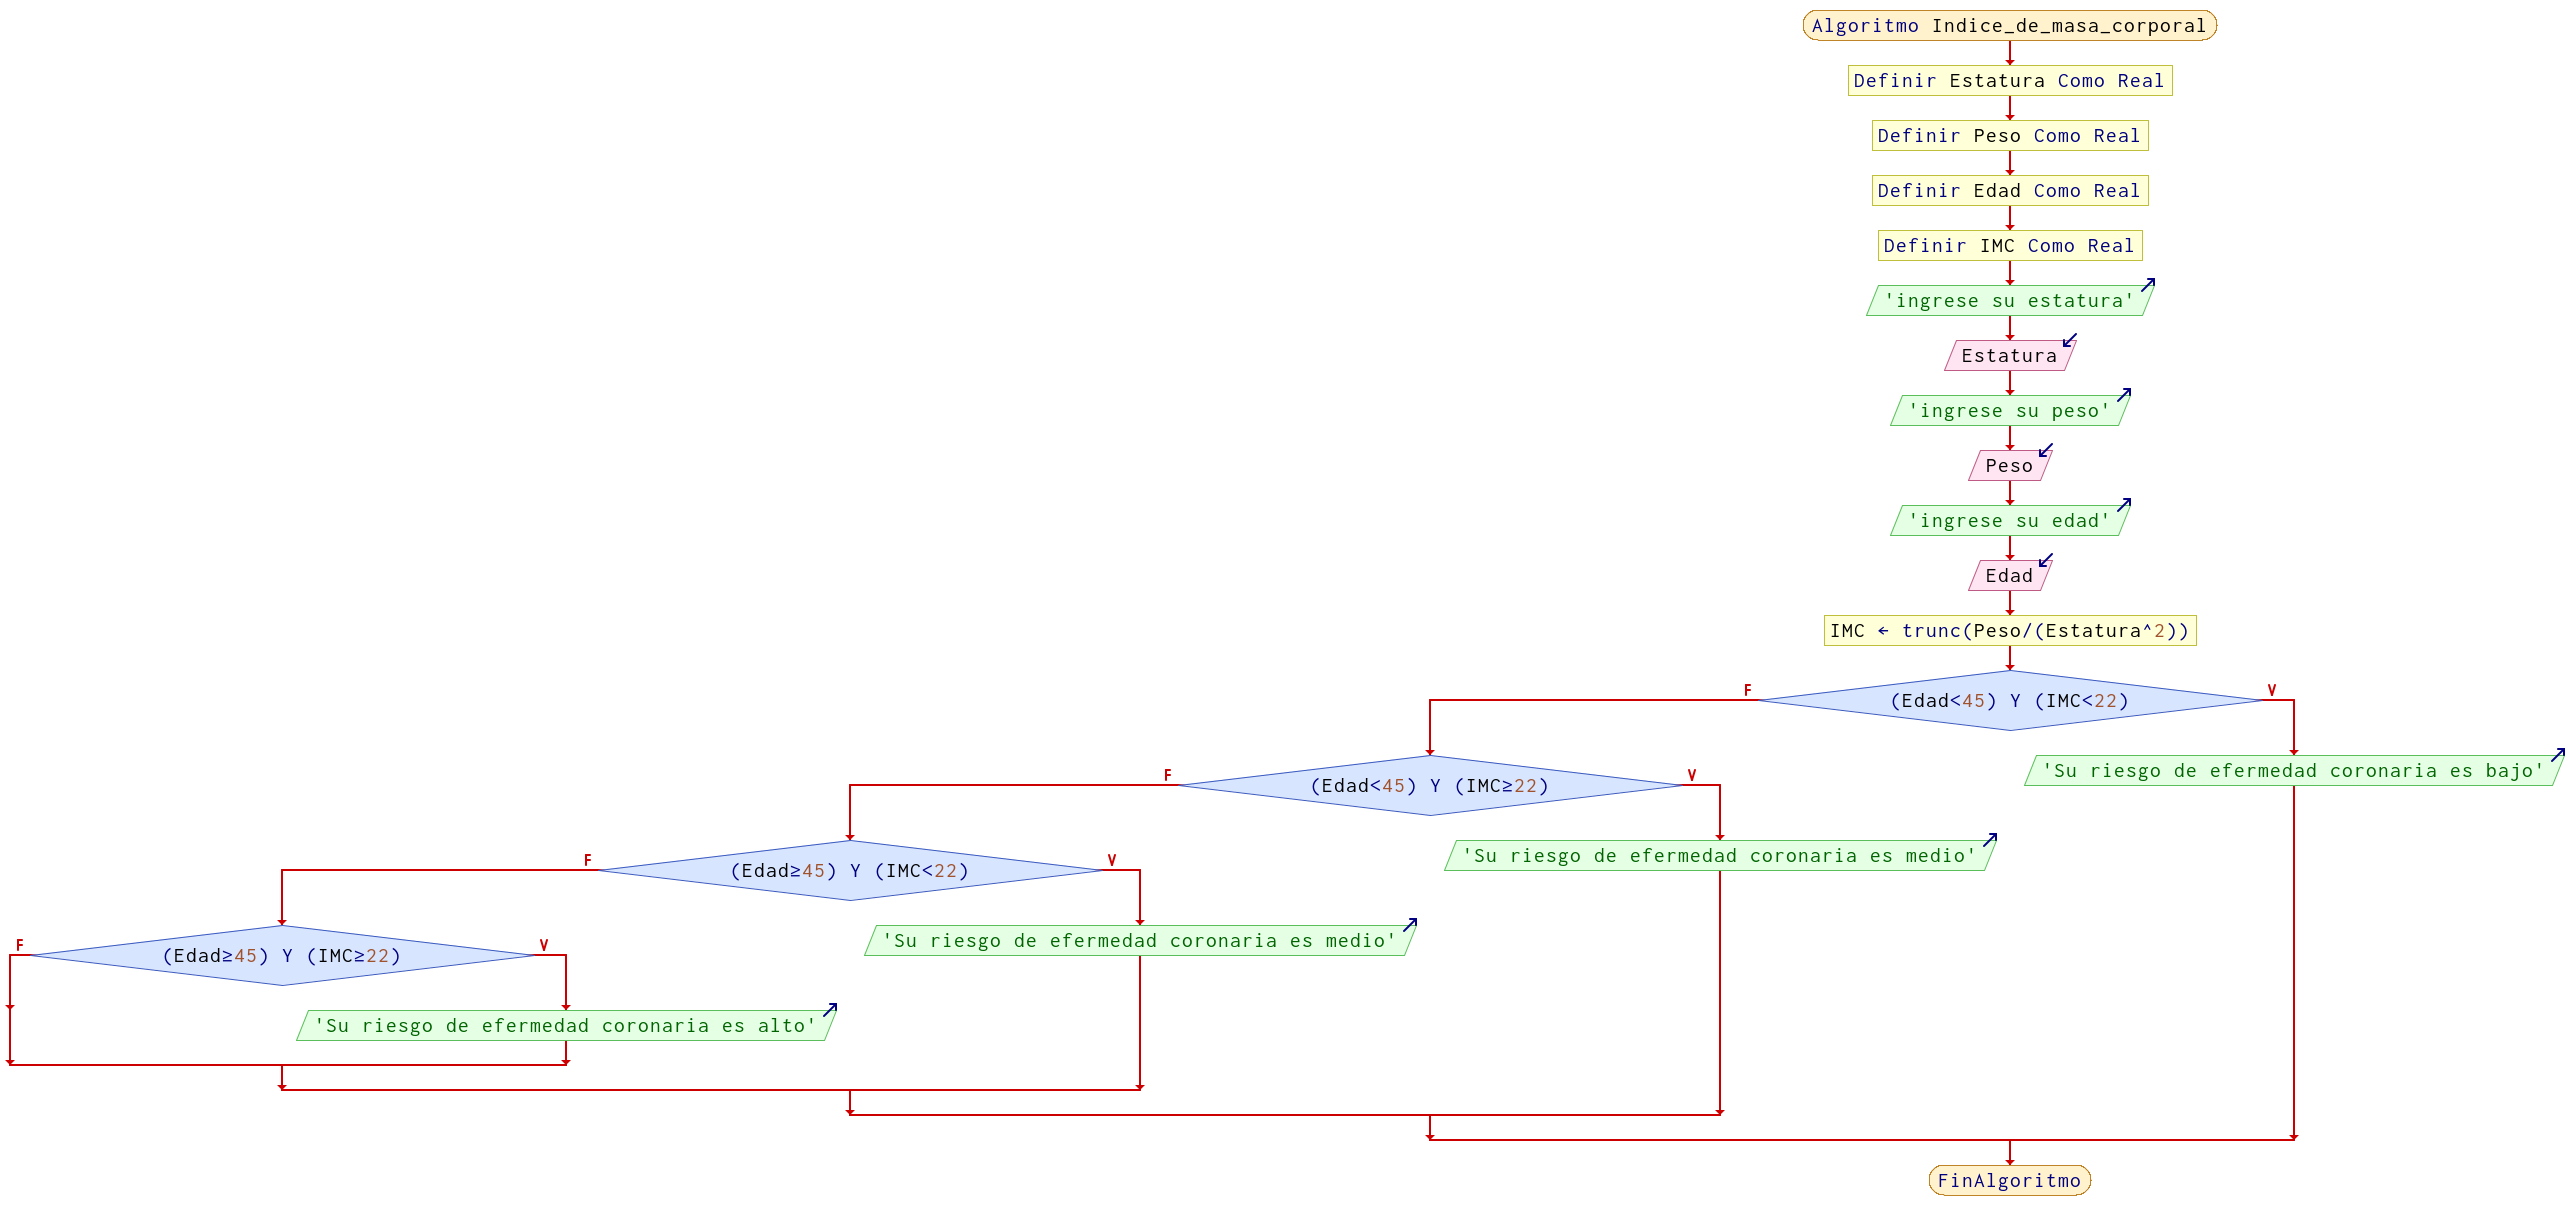 Algoritmo Indice_de_masa_corporal
Definir Estatura Como Real
Definir Peso Como Real
Definir Edad Como Real
Definir IMC Como Real
'ingrese su estatura'
Estatura
'ingrese su peso'
Peso
'ingrese su edad'
Edad
IMC ← trunc(Peso/(Estatura^2))
F
(Edad<45) Y (IMC<22)
V
'Su riesgo de efermedad coronaria es bajo'
F
(Edad<45) Y (IMC≥22)
V
'Su riesgo de efermedad coronaria es medio'
F
(Edad≥45) Y (IMC<22)
V
'Su riesgo de efermedad coronaria es medio'
F
(Edad≥45) Y (IMC≥22)
V
'Su riesgo de efermedad coronaria es alto'
FinAlgoritmo